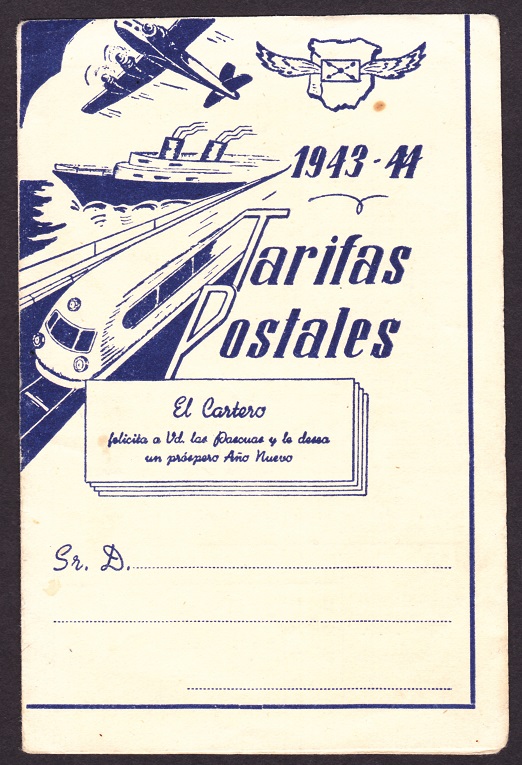 1943-44
Tarifas
Postales
El Cartero
felicita a Vd. las Pascuas y le desea
un próspero Año Nuevo
Sr. D.